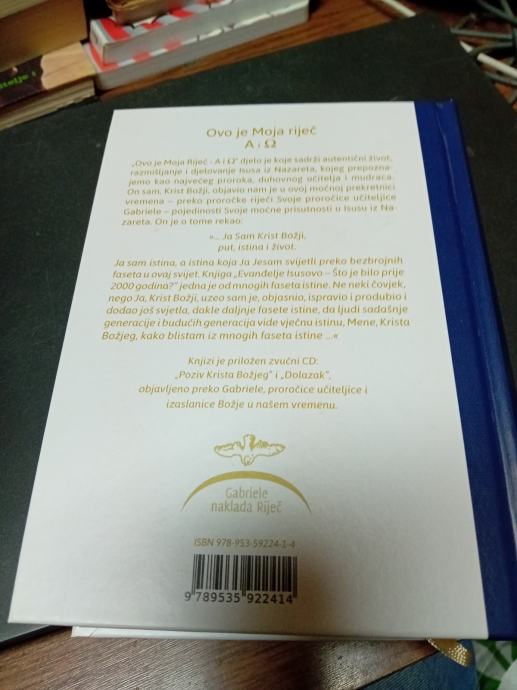 Ovo je Moja riječ
A i Ω
„Ovo je Moja Riječ - A i Ω" djelo je koje sadrži autentični život,
razmišljanje i djelovanje Isusa iz Nazareta, kojeg prepozna-
jemo kao najvećeg proroka, duhovnog učitelja i mudraca.
On sam, Krist Božji, objavio nam je u ovoj moćnoj prekretnici
vremena – preko proročke riječi Svoje proročice učiteljice
Gabriele – pojedinosti Svoje moćne prisutnosti u Isusu iz Na-
zareta. On je o tome rekao:
»... Ja Sam Krist Božji,
put, istina i život.
Ja sam istina, a istina koja Ja Jesam svijetli preko bezbrojnih
faseta u ovaj svijet. Knjiga „Evanđelje Isusovo – Što je bilo prije
2000 godina?" jedna je od mnogih faseta istine. Ne neki čovjek,
nego Ja, Krist Božji, uzeo sam je, objasnio, ispravio i produbio i
dodao još svjetla, dakle daljnje fasete istine, da ljudi sadašnje
generacije i budućih generacija vide vječnu istinu, Mene, Krista
Božjeg, kako blistam iz mnogih faseta istine ...«
Knjizi je priložen zvučni CD:
„Poziv Krista Božjeg" i „Dolazak",
objavljeno preko Gabriele, proročice učiteljice i
izaslanice Božje u našem vremenu.
Gabriele
naklada Riječ
ISBN 978-953-59224-1-4
9 789535 922414